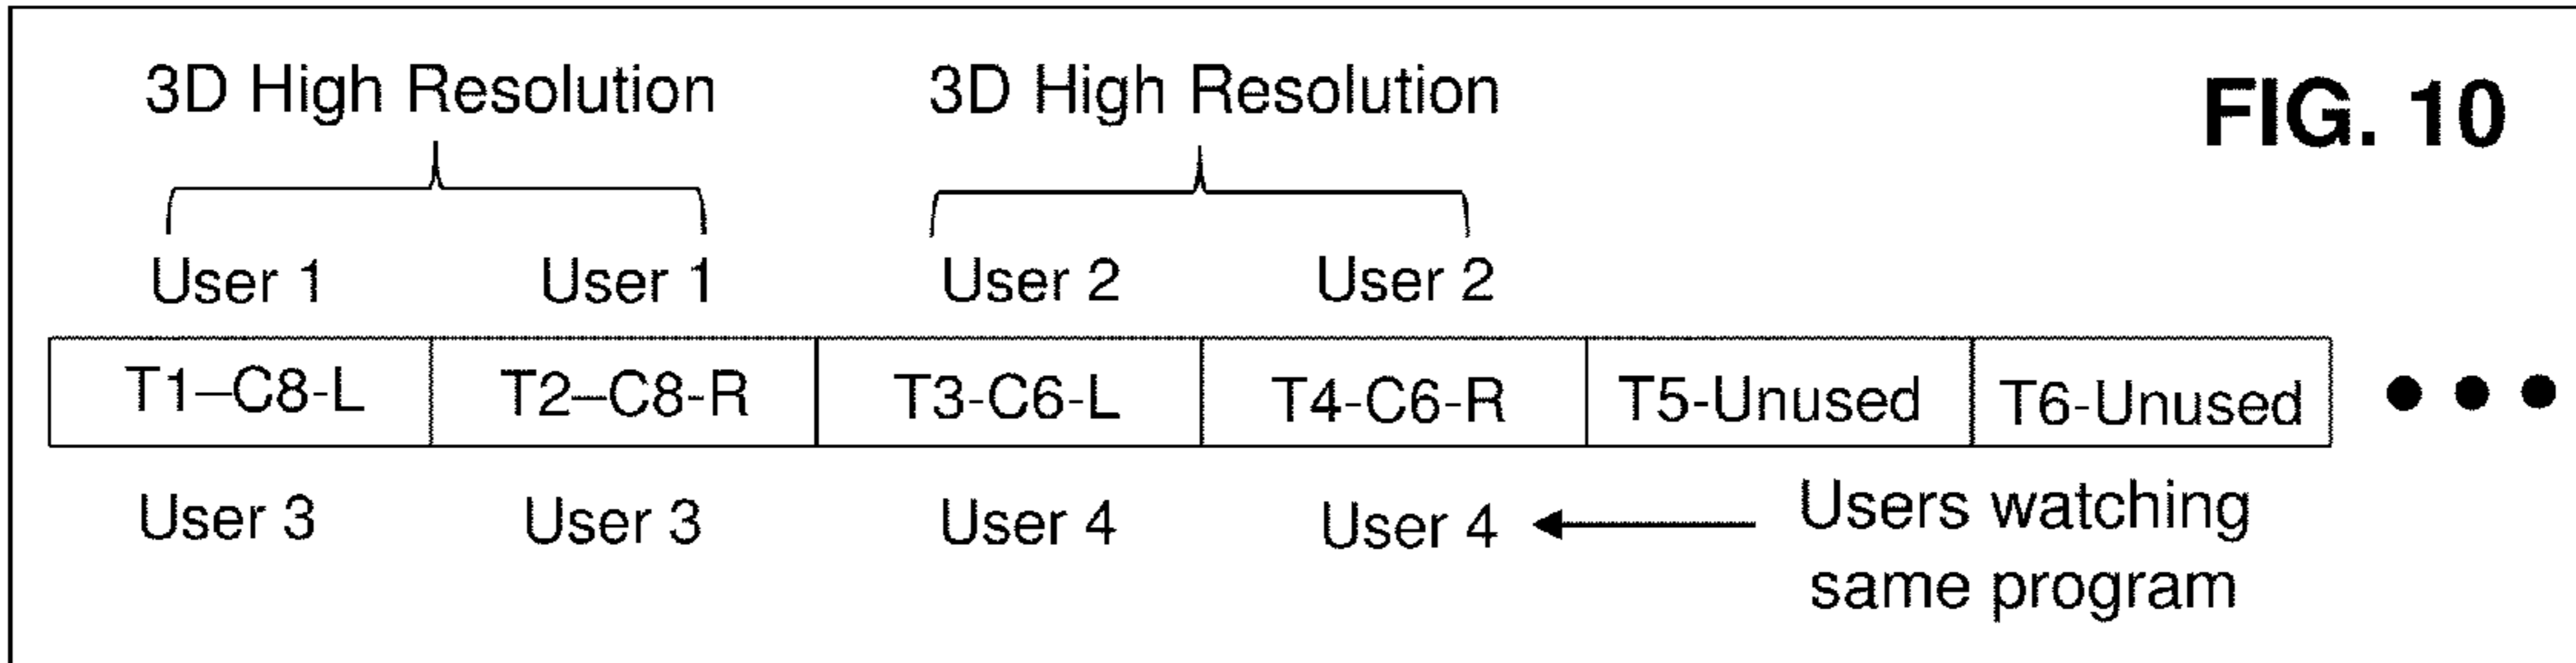 3D High Resolution 3D High Resolution FIG. 10
User 1 User 1 User 2 User 2
T1–C8-L T2–C8-R T3-C6-L T4-C6-R T5-Unused T6-Unused
User 3 User 3 User 4 User 4 Users watching
same program